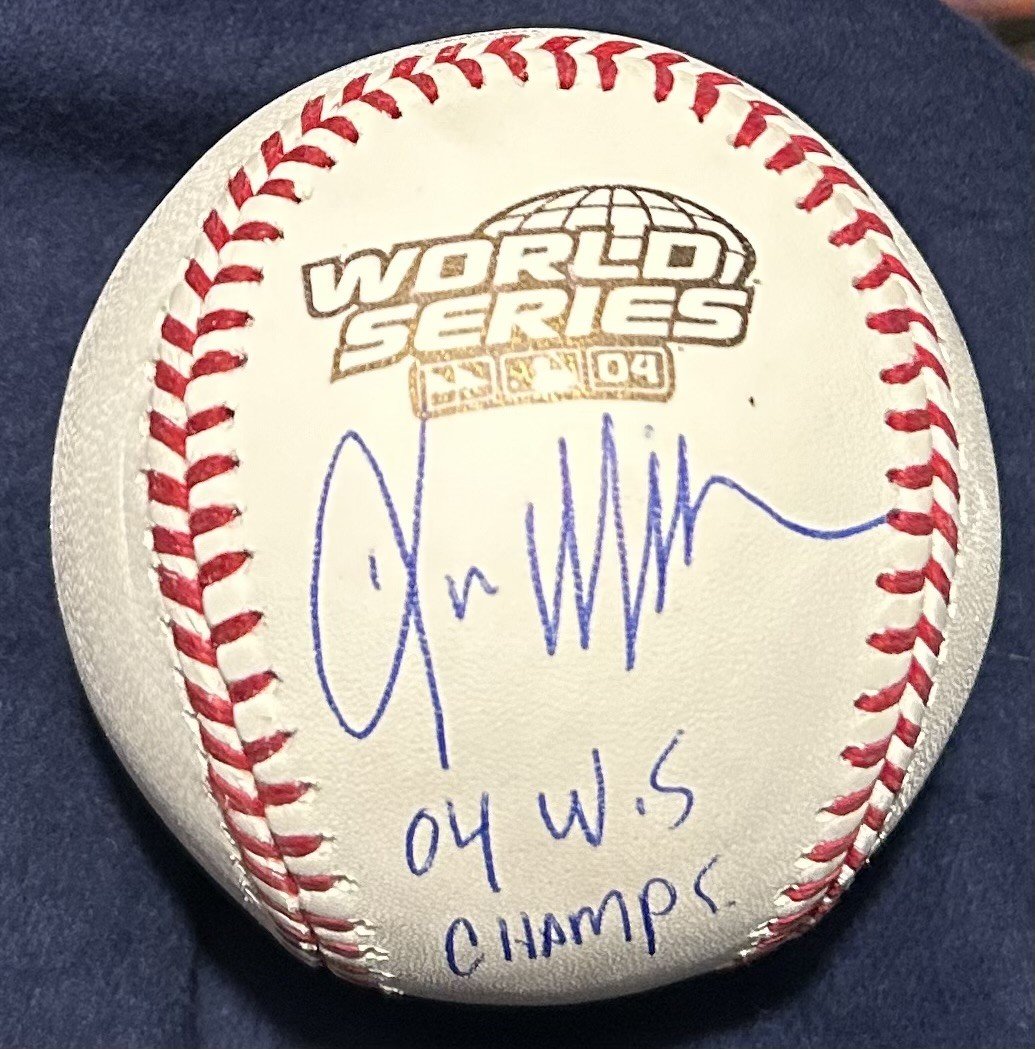 WORLD
SERIES
04
04 W.S
CHAMPS.